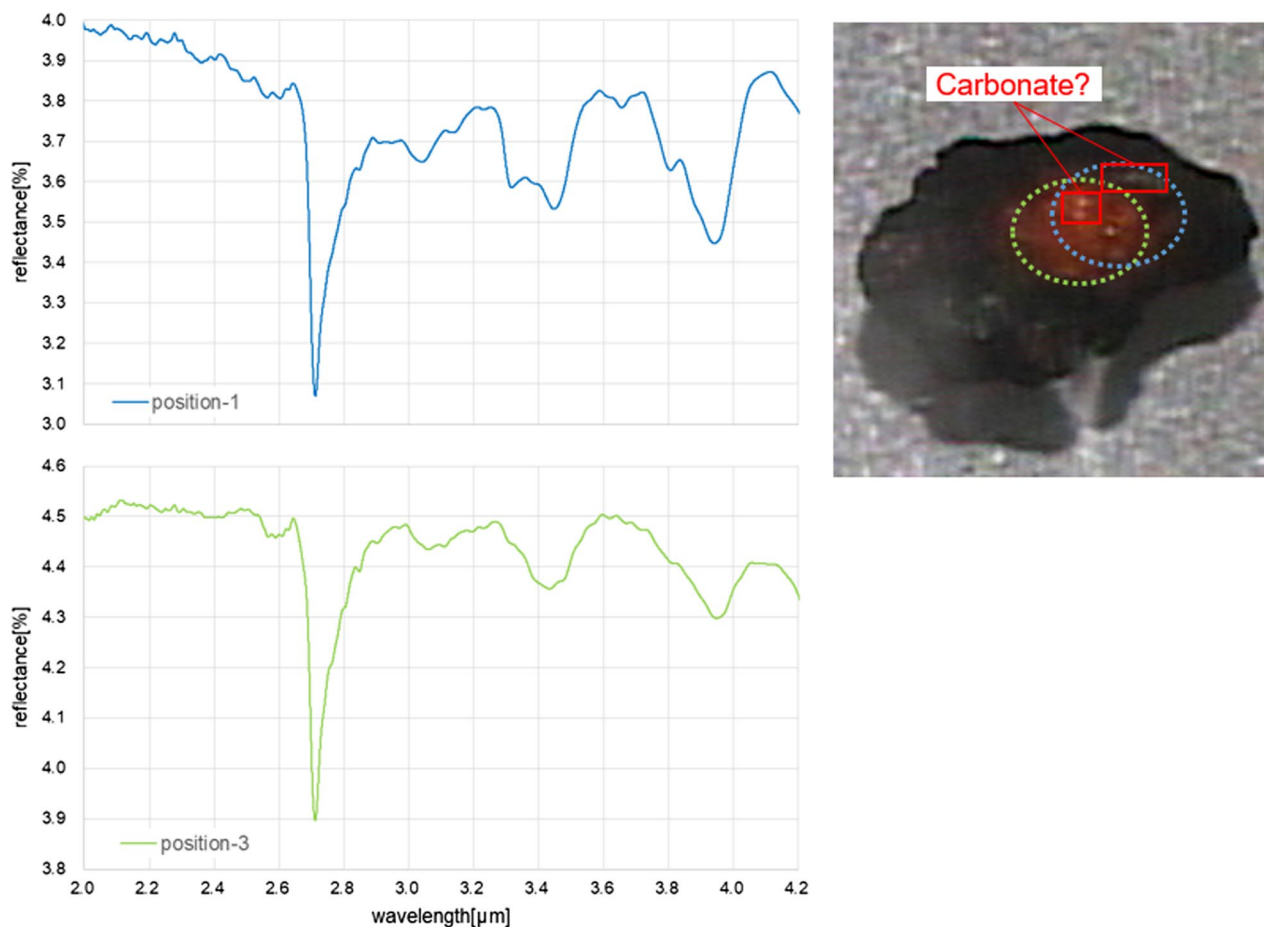 4.0
3.9
3.8
3.7
3.6
3.5
3.4
3.3
3.2
3.1
3.0
reflectance[%]
position-1
Carbonate?
4.6
4.5
4.4
4.3
4.2
4.1
4.0
3.9
3.8
reflectance[%]
position-3
2.0 2.2 2.4 2.6 2.8 3.0 3.2 3.4 3.6 3.8 4.0 4.2
wavelength[µm]